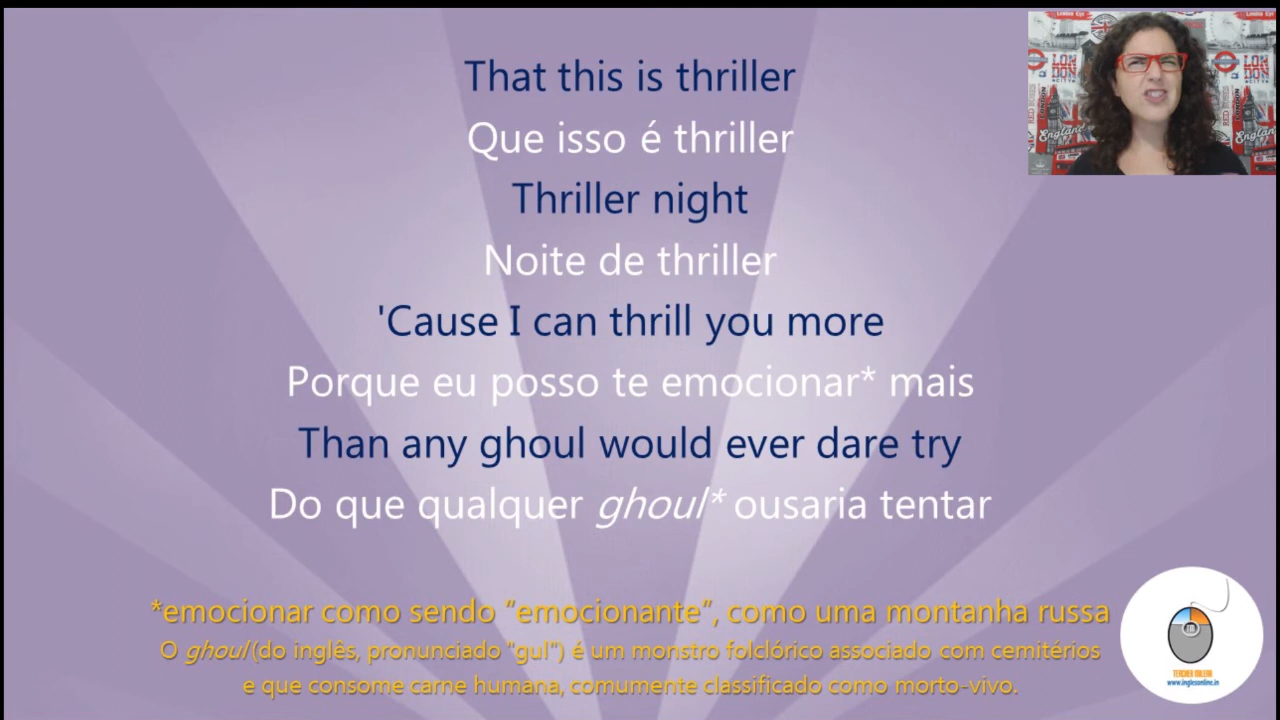 That this is thriller
Que isso é thriller
Thriller night
Noite de thriller
'Cause I can thrill you more
Porque eu posso te emocionar* mais
Than any ghoul would ever dare try
Do que qualquer ghoul* ousaria tentar
*emocionar como sendo "emocionante", como uma montanha russa
O ghoul (do inglês, pronunciado "gul") é um monstro folclórico associado com cemitérios
e que consome carne humana, comumente classificado como morto-vivo.
TEACHER MILENA
www.inglesonline.in
LONDON
CITY
England
England